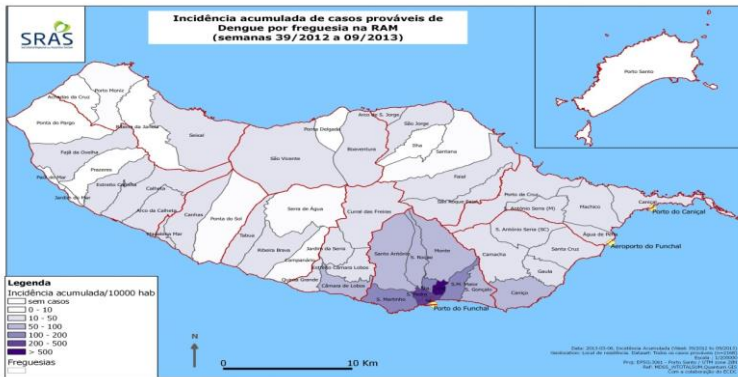 SRAS
Incidência acumulada de casos prováveis de
Dengue por freguesia na RAM
(semanas 39/2012 a 09/2013)
Porto Santo
Porto Moniz
Achadas da Cruz
Ponta do Pargo
Ribeira da Janela
Seixal
Ponta Delgada
Arco de S. Jorge
São Jorge
Boaventura
São Vicente
Ilha
Santana
Fajã da Ovelha
Faial
Prazeres
Paul do Mar
Estreito Calheta
Calheta
Jardim do Mar
Arco da Calheta
São Roque Faial
Porto da Cruz
Serra de Água
Curral das Freiras
Canhas
Ponta do Sol
Madalena Mar
Tabua
António Serra (M)
Machico
Caniçal
Porto do Caniçal
S. António Serra (SC)
Água de Pena
Aeroporto do Funchal
Ribeira Brava
Campanário
Jardim da Serra
Santo António
S. Roque
Monte
Camacha
Santa Cruz
Gaula
Quinta Grande
Estreito Câmara Lobos
Câmara de Lobos
S. Martinho
S.M. Maior
S. Gonçalo
Caniço
Porto do Funchal
Legenda
Incidência acumulada/10000 hab
sem casos
0 - 10
10 - 50
50 - 100
100 - 200
200 - 500
> 500
Freguesias
N
0
10 Km